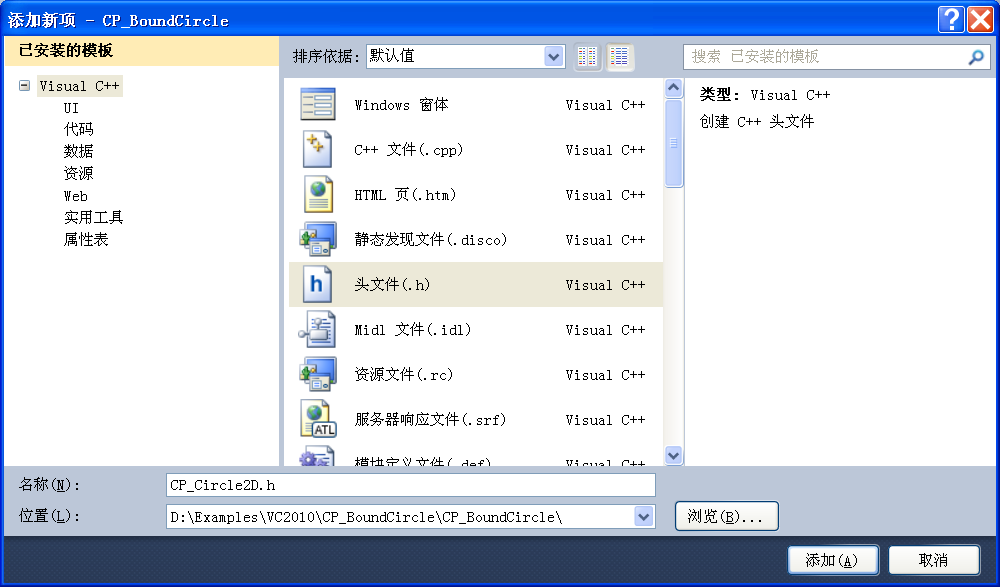 添加新项 - CP_BoundCircle
已安装的模板
排序依据: 默认值
搜索 已安装的模板
Visual C++
UI
代码
数据
资源
Web
实用工具
属性表
Windows 窗体 Visual C++
C++ 文件(.cpp) Visual C++
HTML 页(.htm) Visual C++
静态发现文件(.disco) Visual C++
h 头文件(.h) Visual C++
Midl 文件(.idl) Visual C++
资源文件(.rc) Visual C++
ATL 服务器响应文件(.srf) Visual C++
模块定义文件(.def) Visual C++
类型: Visual C++
创建 C++ 头文件
名称(N): CP_Circle2D.h
位置(L): D:\Examples\VC2010\CP_BoundCircle\CP_BoundCircle\
浏览(B)...
添加(A)
取消